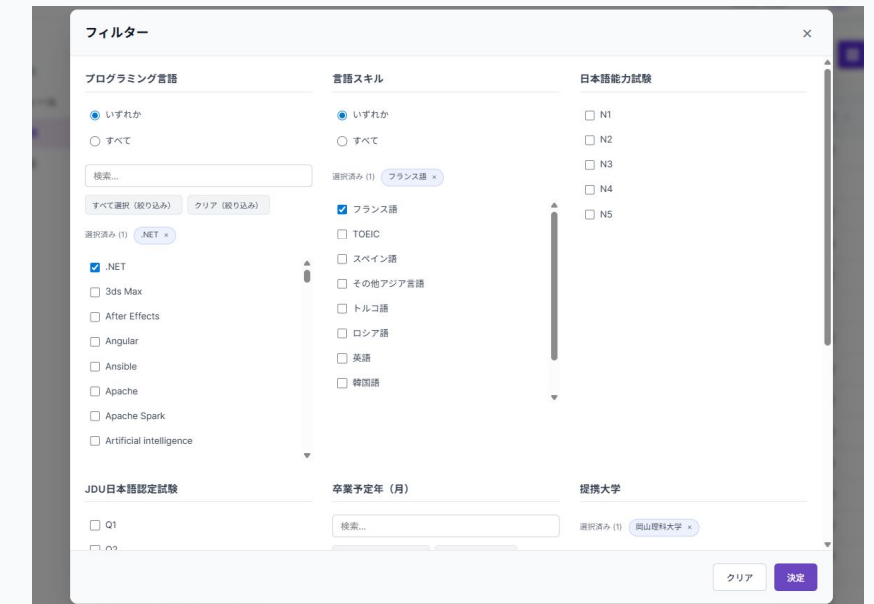 フィルター
×
プログラミング言語
いずれか
すべて
検索...
すべて選択（絞り込み） クリア（絞り込み）
選択済み (1) .NET ×
.NET
3ds Max
After Effects
Angular
Ansible
Apache
Apache Spark
Artificial intelligence
言語スキル
いずれか
すべて
選択済み (1) フランス語 ×
フランス語
TOEIC
スペイン語
その他アジア言語
トルコ語
ロシア語
英語
韓国語
日本語能力試験
N1
N2
N3
N4
N5
JDU日本語認定試験
Q1
Q2
卒業予定年（月）
検索...
提携大学
選択済み (1) 岡山理科大学 ×
クリア 決定